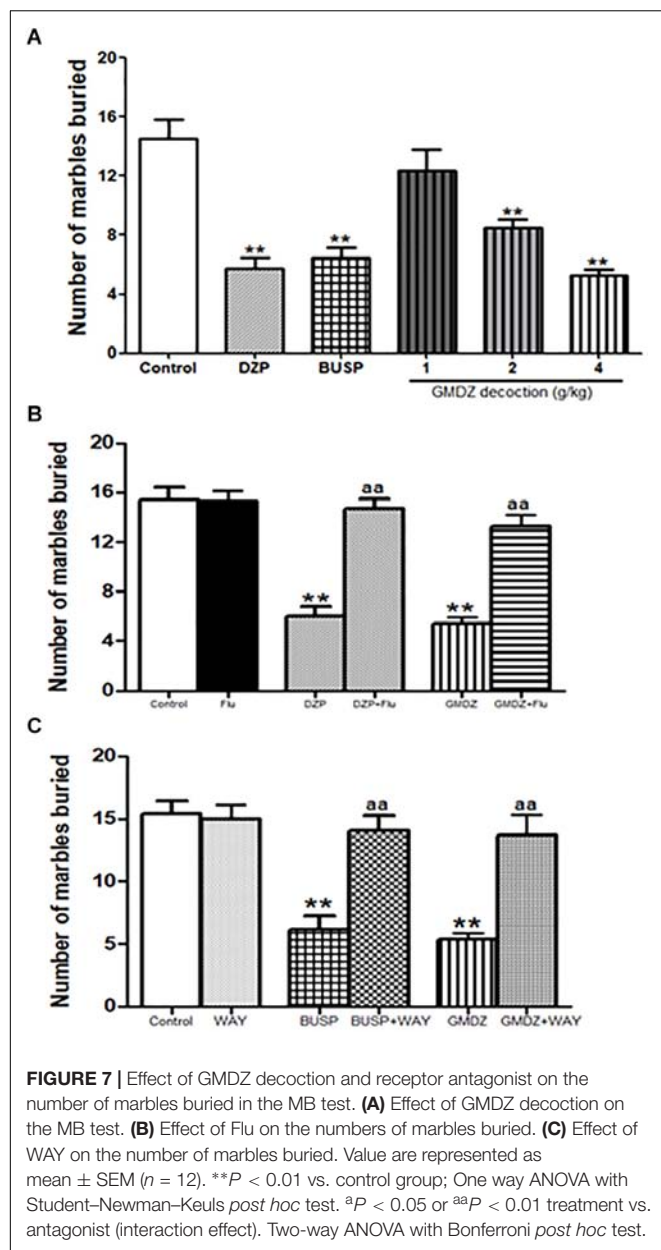 A
Number of marbles buried
20
16
12
8
4
0
**
**
**
**
Control
DZP
BUSP
1
2
4
GMDZ decoction (g/kg)
B
Number of marbles buried
20
16
12
8
4
0
**
aa
**
aa
Control
Flu
DZP
DZP+Flu
GMDZ
GMDZ+Flu
C
Number of marbles buried
20
15
10
5
0
**
aa
**
aa
Control
WAY
BUSP
BUSP+WAY
GMDZ
GMDZ+WAY
FIGURE 7 | Effect of GMDZ decoction and receptor antagonist on the
number of marbles buried in the MB test. (A) Effect of GMDZ decoction on
the MB test. (B) Effect of Flu on the numbers of marbles buried. (C) Effect of
WAY on the number of marbles buried. Value are represented as
mean ± SEM (n = 12). **P < 0.01 vs. control group; One way ANOVA with
Student–Newman–Keuls post hoc test. aP < 0.05 or aaP < 0.01 treatment vs.
antagonist (interaction effect). Two-way ANOVA with Bonferroni post hoc test.